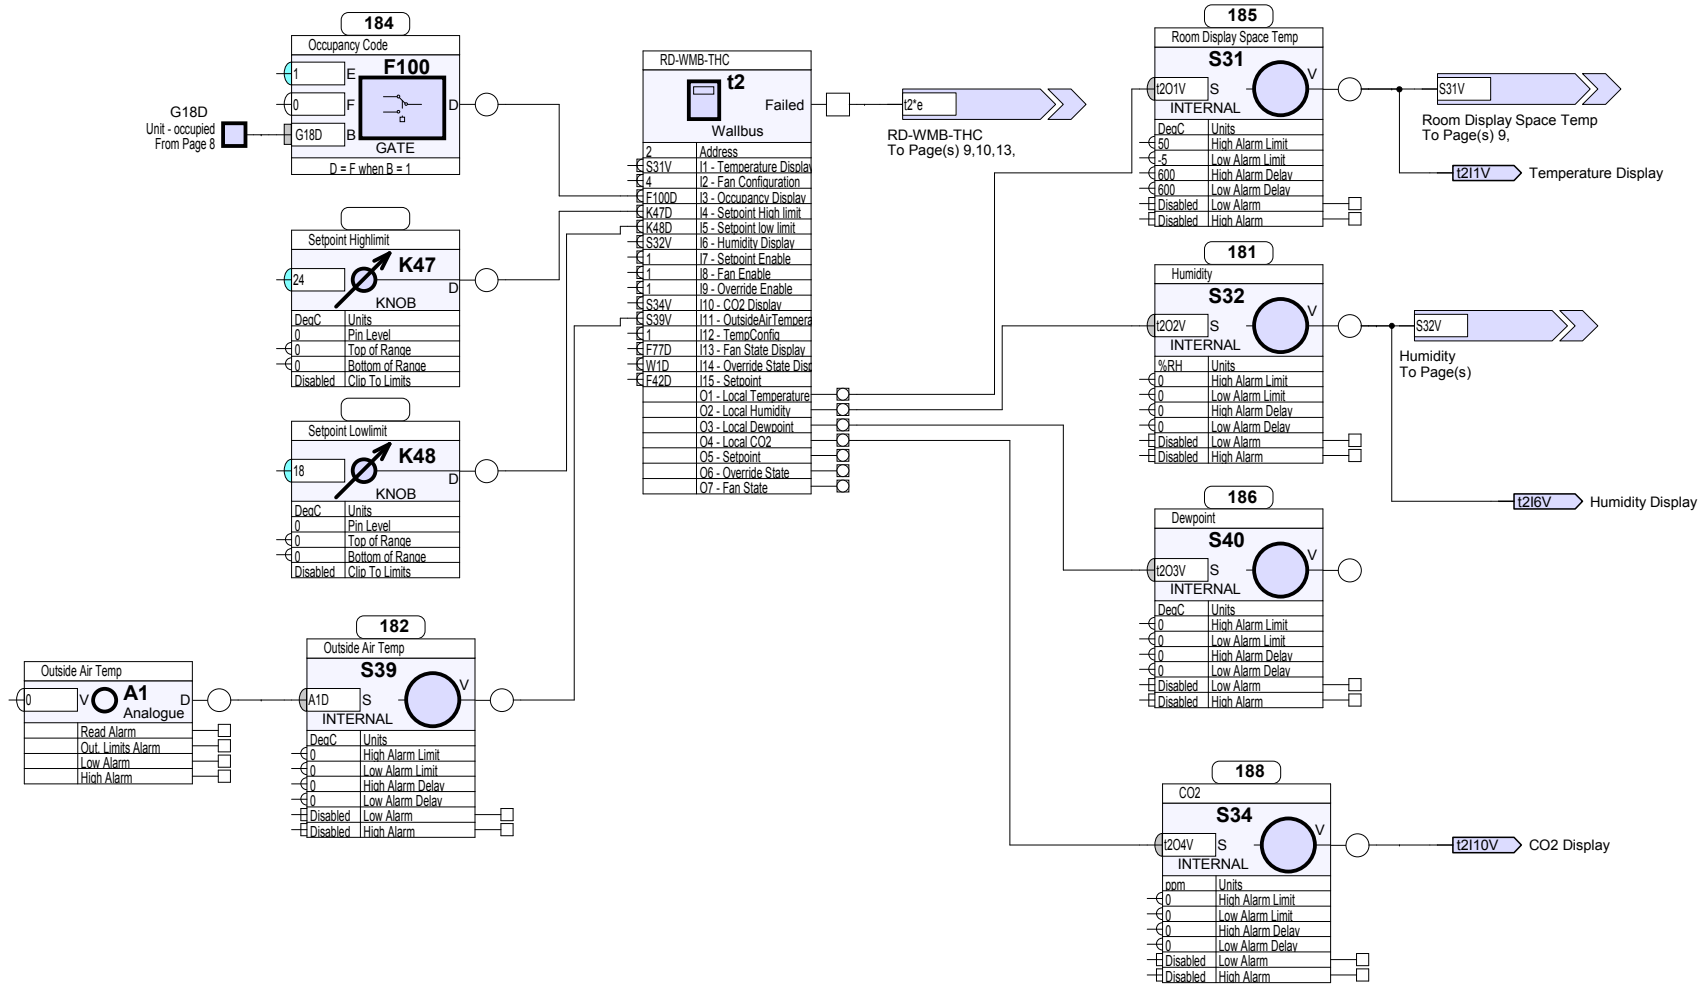 184
Occupancy Code
F100
1
E
0
F
D
G18D
B
GATE
D = F when B = 1
G18D
Unit - occupied
From Page 8
Setpoint Highlimit
K47
24
D
KNOB
DegC Units
0 Pin Level
0 Top of Range
0 Bottom of Range
Disabled Clip To Limits
Setpoint Lowlimit
K48
18
D
KNOB
DegC Units
0 Pin Level
0 Top of Range
0 Bottom of Range
Disabled Clip To Limits
Outside Air Temp
A1
0
V
D
Analogue
Read Alarm
Out. Limits Alarm
Low Alarm
High Alarm
182
Outside Air Temp
S39
A1D
S
V
INTERNAL
DegC Units
0 High Alarm Limit
0 Low Alarm Limit
0 High Alarm Delay
0 Low Alarm Delay
Disabled Low Alarm
Disabled High Alarm
RD-WMB-THC
t2
Failed
Wallbus
2 Address
S31V I1 - Temperature Display
4 I2 - Fan Configuration
F100D I3 - Occupancy Display
K47D I4 - Setpoint High limit
K48D I5 - Setpoint low limit
S32V I6 - Humidity Display
1 I7 - Setpoint Enable
1 I8 - Fan Enable
1 I9 - Override Enable
S34V I10 - CO2 Display
S39V I11 - OutsideAirTempera
1 I12 - TempConfig
F77D I13 - Fan State Display
W1D I14 - Override State Disp
F42D I15 - Setpoint
O1 - Local Temperature
O2 - Local Humidity
O3 - Local Dewpoint
O4 - Local CO2
O5 - Setpoint
O6 - Override State
O7 - Fan State
t2*e
RD-WMB-THC
To Page(s) 9,10,13,
185
Room Display Space Temp
S31
t2O1V
S
V
INTERNAL
DegC Units
50 High Alarm Limit
-5 Low Alarm Limit
600 High Alarm Delay
600 Low Alarm Delay
Disabled Low Alarm
Disabled High Alarm
S31V
Room Display Space Temp
To Page(s) 9,
t2I1V Temperature Display
181
Humidity
S32
t2O2V
S
V
INTERNAL
%RH Units
0 High Alarm Limit
0 Low Alarm Limit
0 High Alarm Delay
0 Low Alarm Delay
Disabled Low Alarm
Disabled High Alarm
S32V
Humidity
To Page(s)
t2I6V Humidity Display
186
Dewpoint
S40
t2O3V
S
V
INTERNAL
DegC Units
0 High Alarm Limit
0 Low Alarm Limit
0 High Alarm Delay
0 Low Alarm Delay
Disabled Low Alarm
Disabled High Alarm
188
CO2
S34
t2O4V
S
V
INTERNAL
ppm Units
0 High Alarm Limit
0 Low Alarm Limit
0 High Alarm Delay
0 Low Alarm Delay
Disabled Low Alarm
Disabled High Alarm
t2I10V CO2 Display